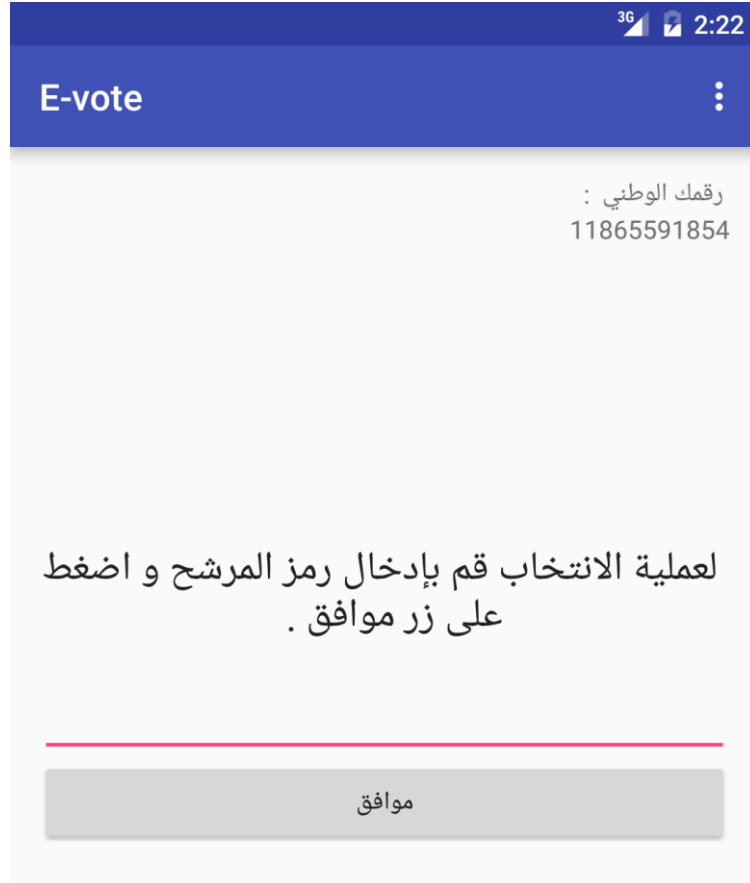 3G 2:22
E-vote
رقمك الوطني :
11865591854
لعملية الانتخاب قم بإدخال رمز المرشح و اضغط
على زر موافق .
موافق